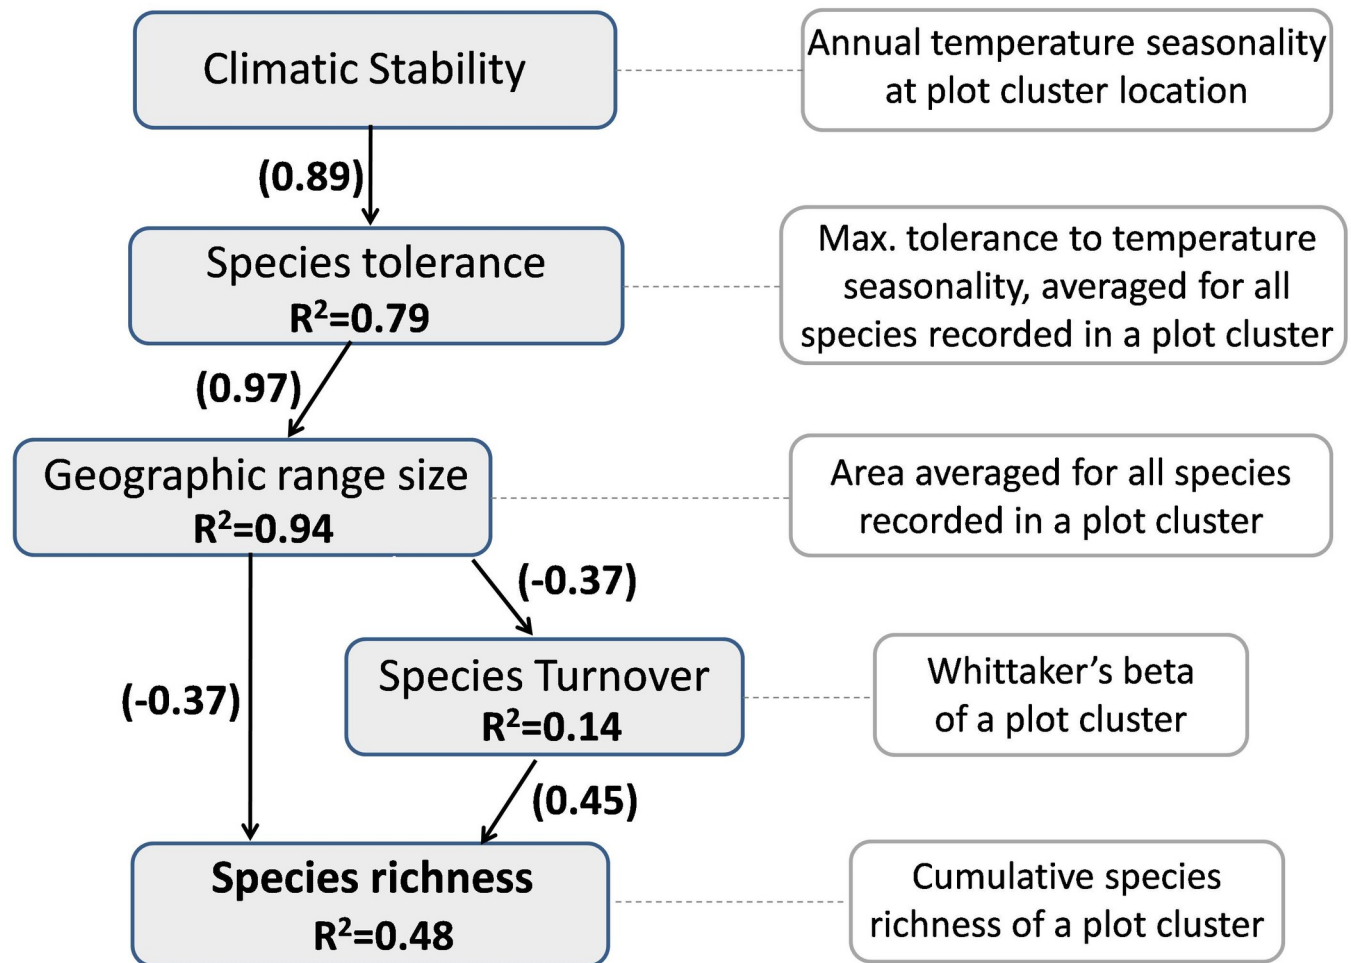 Climatic Stability
Annual temperature seasonality
at plot cluster location
(0.89)
Species tolerance
R²=0.79
Max. tolerance to temperature
seasonality, averaged for all
species recorded in a plot cluster
(0.97)
Geographic range size
R²=0.94
Area averaged for all species
recorded in a plot cluster
(-0.37)
(-0.37)
Species Turnover
R²=0.14
Whittaker’s beta
of a plot cluster
(0.45)
Species richness
R²=0.48
Cumulative species
richness of a plot cluster